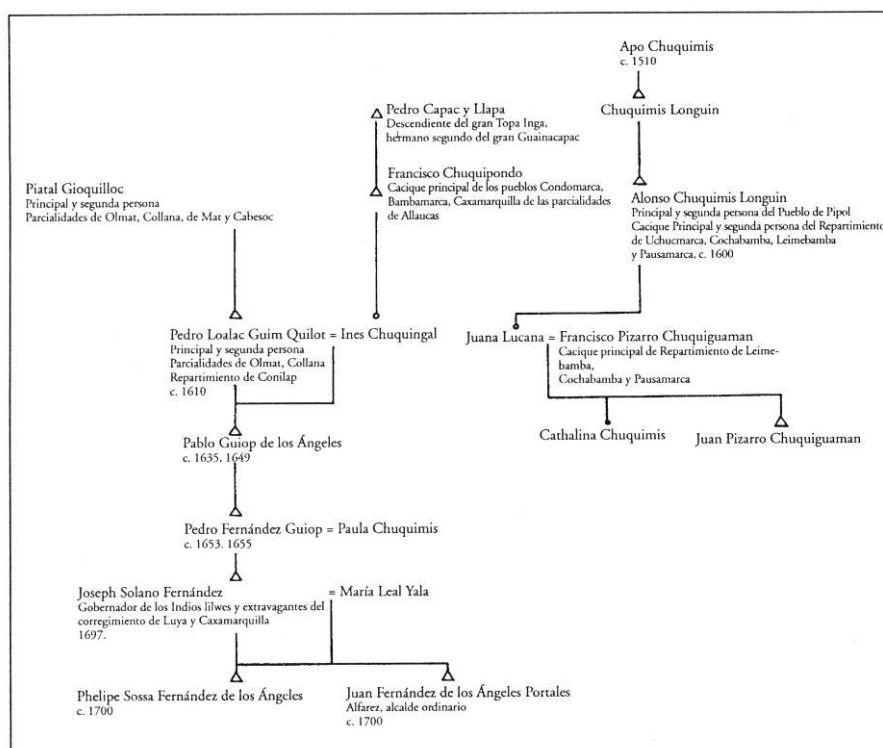 Apo Chuquimis
c. 1510
Pedro Capac y Llapa
Descendiente del gran Topa Inga,
hermano segundo del gran Guainacapac
Chuquimis Longuin
Francisco Chuquipondo
Cacique principal de los pueblos Condomarca,
Bambamarca, Caxamarquilla de las parcialidades
de Allaucas
Piatal Gioquilloc
Principal y segunda persona
Parcialidades de Olmat, Collana, de Mat y Cabesoc
Alonso Chuquimis Longuin
Principal y segunda persona del Pueblo de Pipol
Cacique Principal y segunda persona del Repartimiento
de Uchucmarca, Cochabamba, Leimebamba
y Pausamarca, c. 1600
Pedro Loalac Guim Quilot = Ines Chuquingal
Principal y segunda persona
Parcialidades de Olmat, Collana
Repartimiento de Conilap
c. 1610
Juana Lucana = Francisco Pizarro Chuquiguaman
Cacique principal de Repartimiento de Leime-
bamba,
Cochabamba y Pausamarca
Pablo Guiop de los Ángeles
c. 1635, 1649
Cathalina Chuquimis
Juan Pizarro Chuquiguaman
Pedro Fernández Guiop = Paula Chuquimis
c. 1653. 1655
Joseph Solano Fernández = María Leal Yala
Gobernador de los Indios lilwes y extravagantes del
corregimiento de Luya y Caxamarquilla
1697.
Phelipe Sossa Fernández de los Ángeles
c. 1700
Juan Fernández de los Ángeles Portales
Alfarez, alcalde ordinario
c. 1700